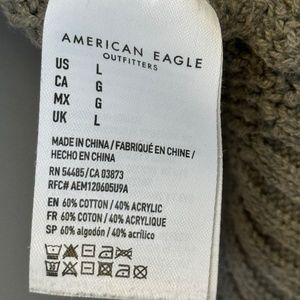 AMERICAN EAGLE
OUTFITTERS
US L
CA G
MX G
UK L
MADE IN CHINA / FABRIQUÉ EN CHINE /
HECHO EN CHINA
RN 54485 / CA 03873
RFC# AEM120605U9A
EN 60% COTTON / 40% ACRYLIC
FR 60% COTON / 40% ACRYLIQUE
SP 60% algodón / 40% acrílico